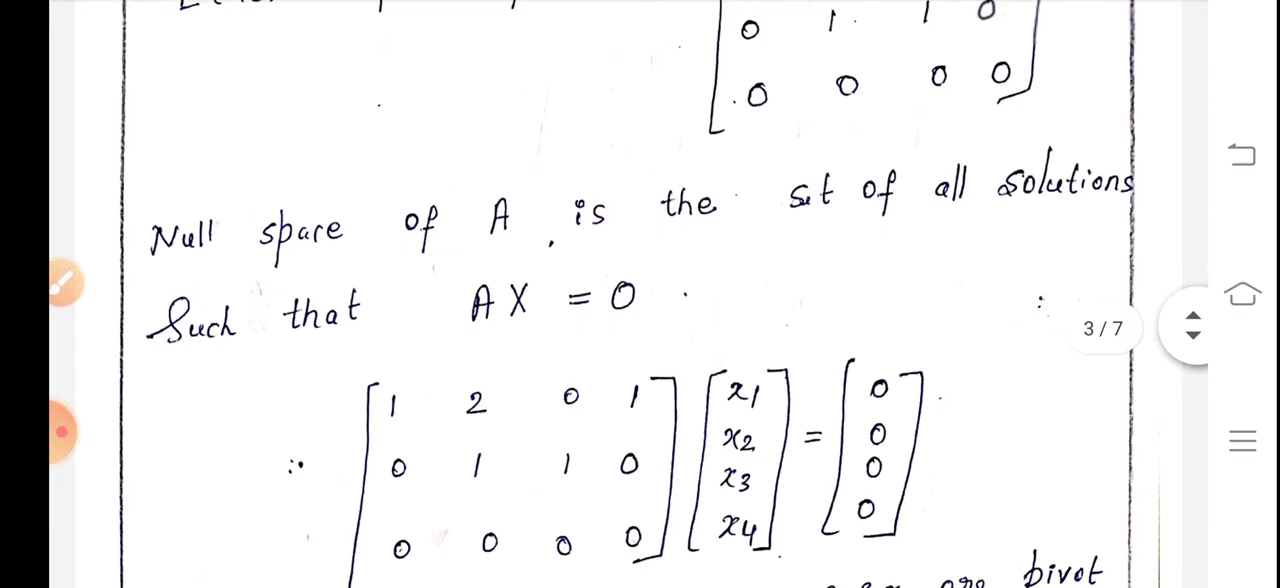 0 1 1 0
0 0 0 0
Null space of A is the set of all solutions
Such that AX = 0
3 / 7
∴ [1 2 0 1] [x1] = [0]
[0 1 1 0] [x2] [0]
[0 0 0 0] [x3] [0]
[x4] [0]
are pivot